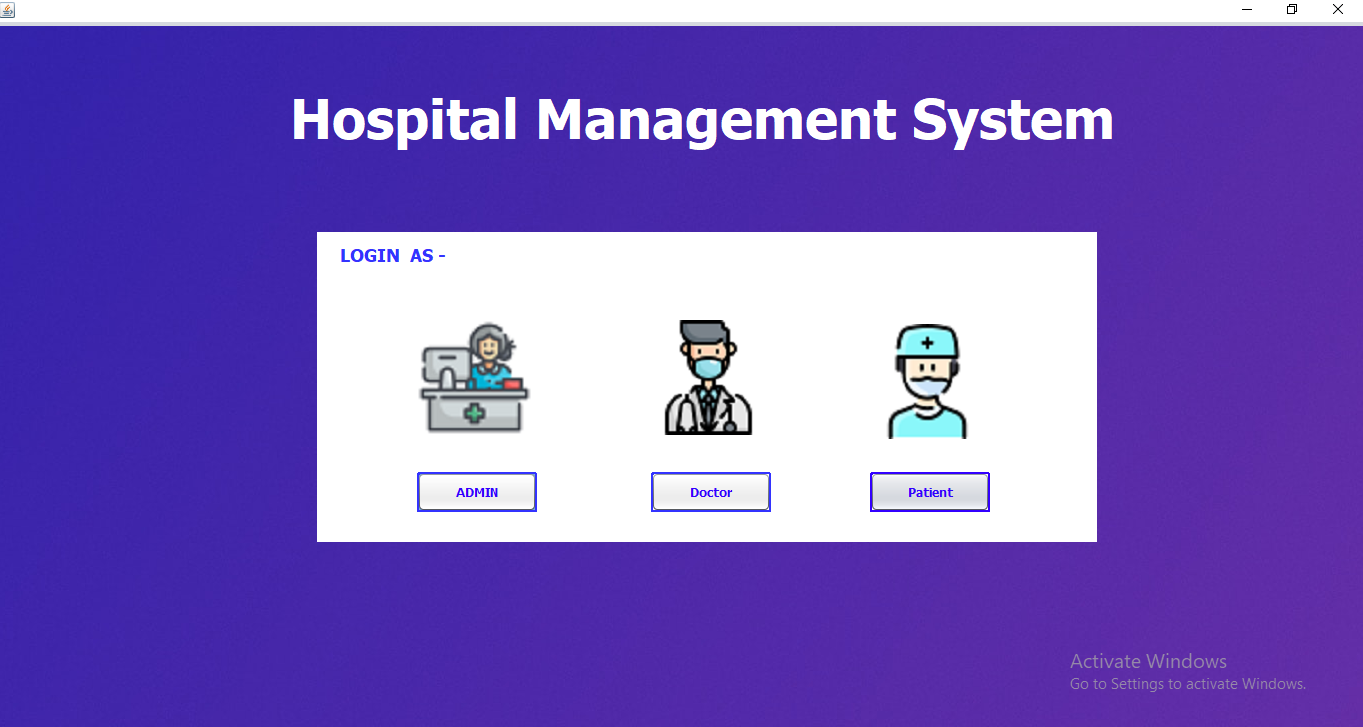 Hospital Management System
LOGIN AS -
ADMIN
Doctor
Patient
Activate Windows
Go to Settings to activate Windows.